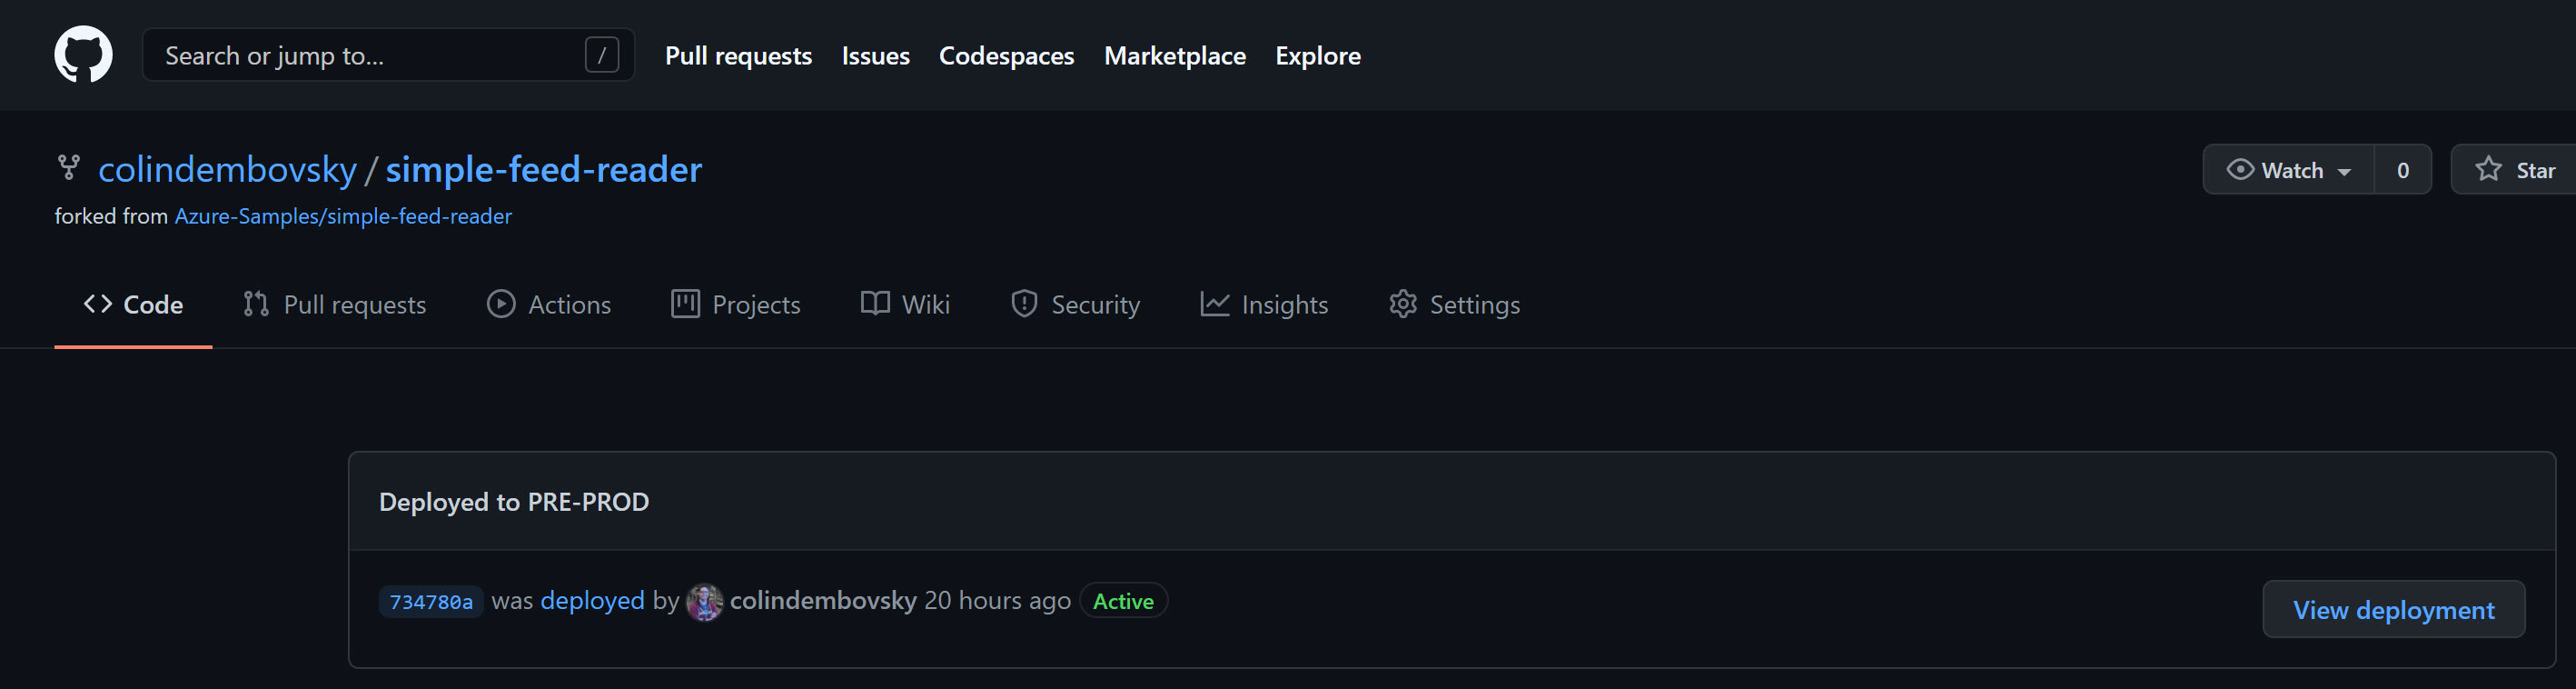 Search or jump to... / Pull requests Issues Codespaces Marketplace Explore
colindembovsky / simple-feed-reader Watch 0 Star
forked from Azure-Samples/simple-feed-reader
Code Pull requests Actions Projects Wiki Security Insights Settings
Deployed to PRE-PROD
734780a was deployed by colindembovsky 20 hours ago Active View deployment